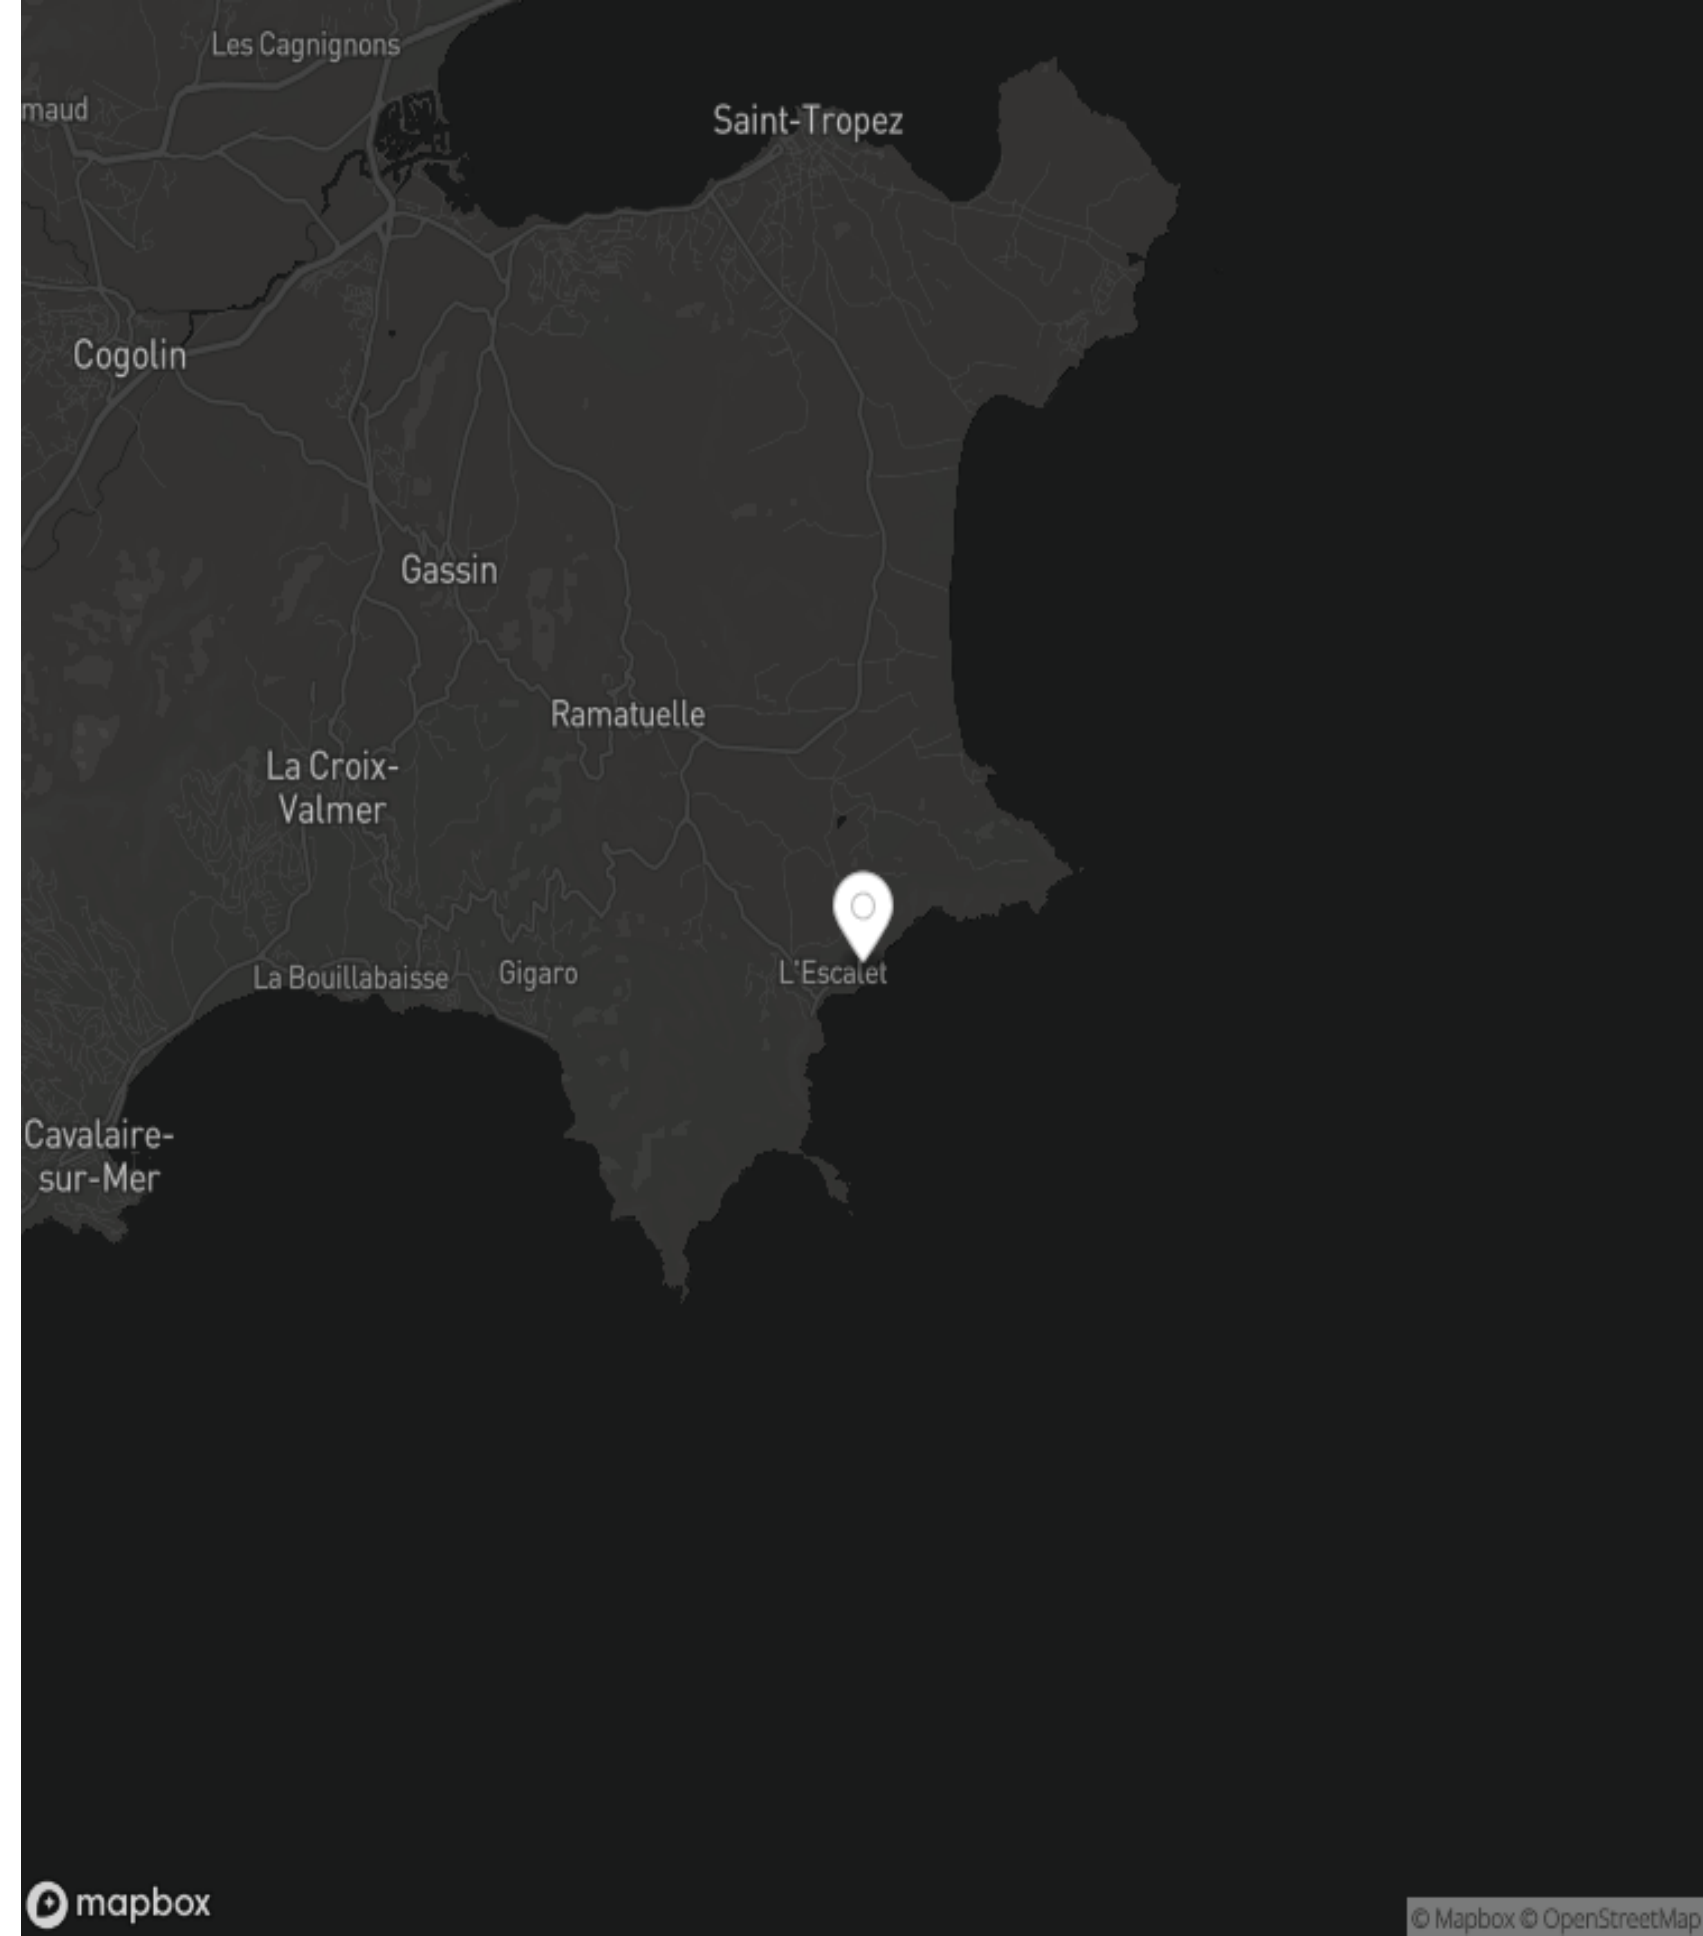 Les Cagnignons
maud
Saint-Tropez
Cogolin
Gassin
Ramatuelle
La Croix-
Valmer
La Bouillabaisse
Gigaro
L'Escalet
Cavalaire-
sur-Mer
mapbox
© Mapbox © OpenStreetMap